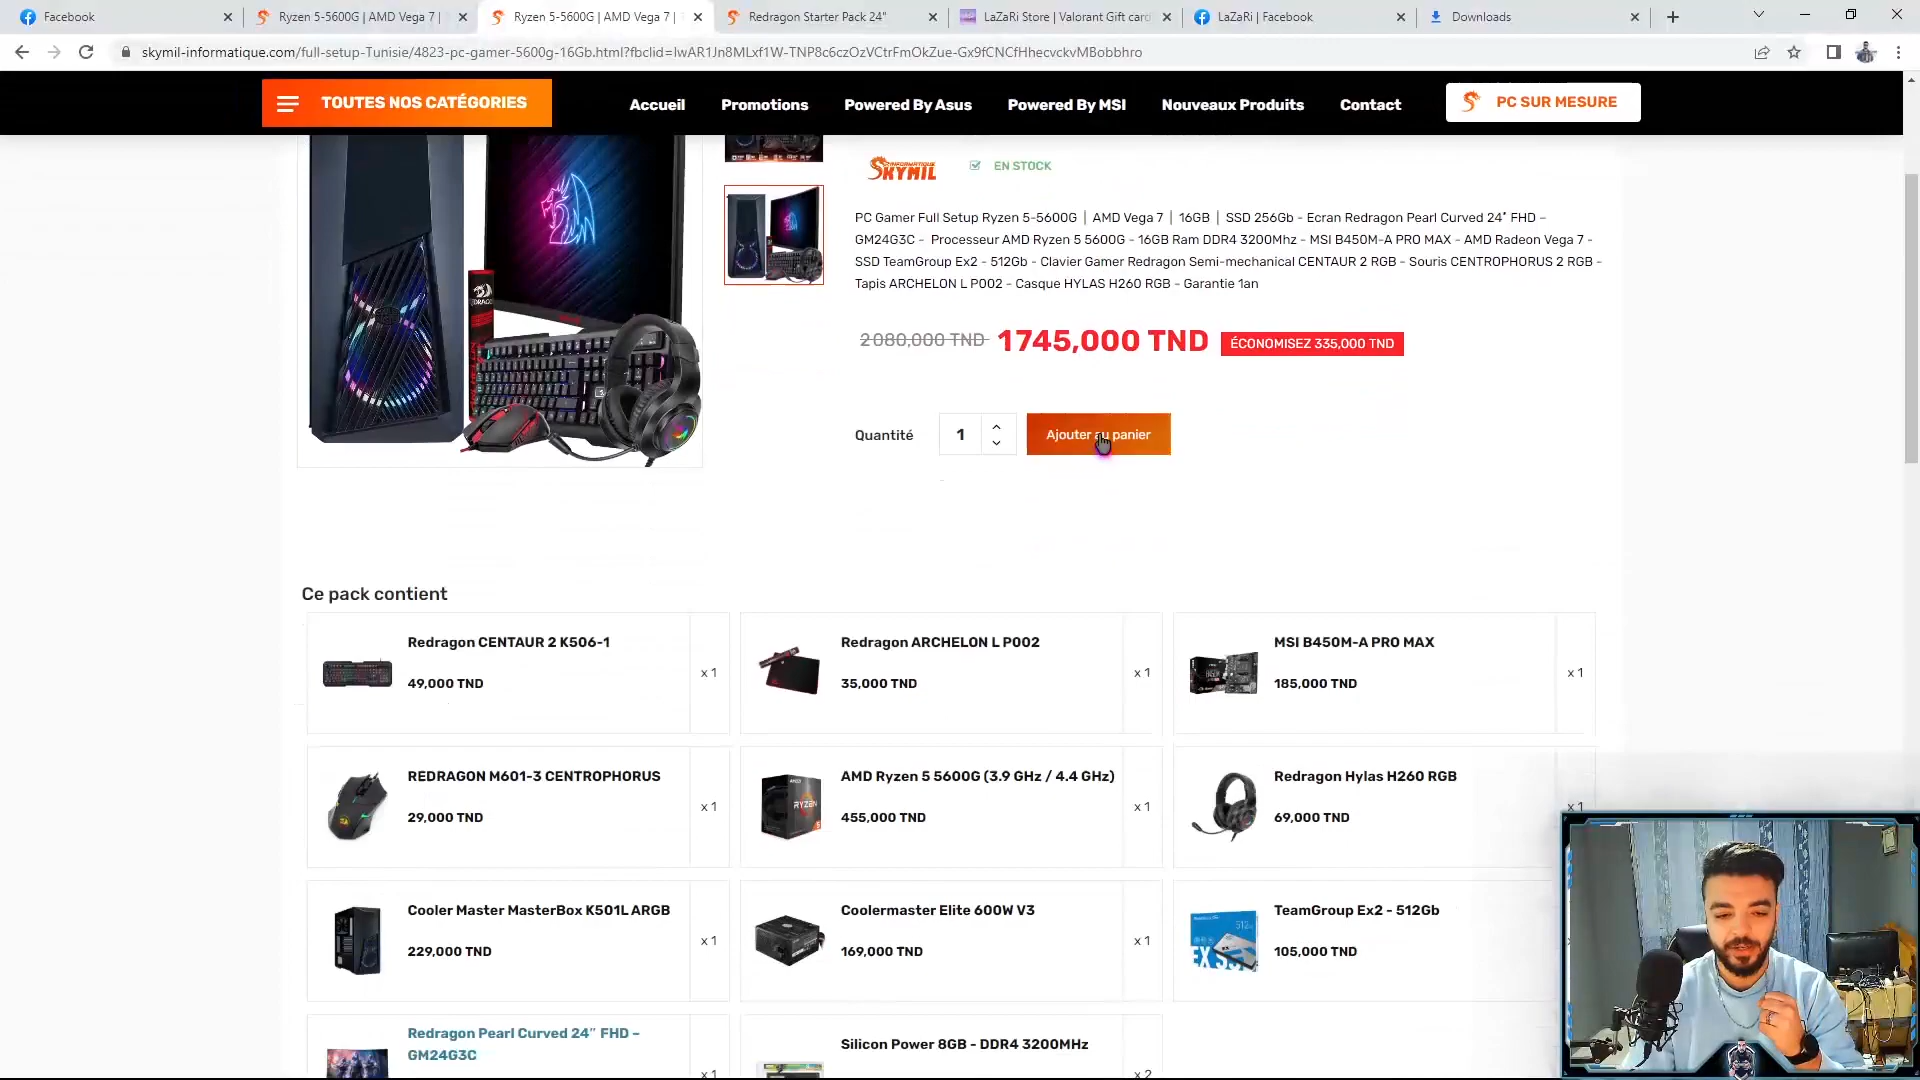 Facebook
Ryzen 5-5600G | AMD Vega 7 |
Ryzen 5-5600G | AMD Vega 7 |
Redragon Starter Pack 24"
LaZaRi Store | Valorant Gift card
LaZaRi | Facebook
Downloads
skymil-informatique.com/full-setup-Tunisie/4823-pc-gamer-5600g-16Gb.html?fbclid=IwAR1Jn8MLxf1W-TNP8c6czOzVCtrFmOkZue-Gx9fCNCfHhecvckvMBobbhro
TOUTES NOS CATÉGORIES
Accueil
Promotions
Powered By Asus
Powered By MSI
Nouveaux Produits
Contact
PC SUR MESURE
INFORMATIQUE
SKYMIL
EN STOCK
PC Gamer Full Setup Ryzen 5-5600G | AMD Vega 7 | 16GB | SSD 256Gb - Ecran Redragon Pearl Curved 24" FHD –
GM24G3C - Processeur AMD Ryzen 5 5600G - 16GB Ram DDR4 3200Mhz - MSI B450M-A PRO MAX - AMD Radeon Vega 7 -
SSD TeamGroup Ex2 - 512Gb - Clavier Gamer Redragon Semi-mechanical CENTAUR 2 RGB - Souris CENTROPHORUS 2 RGB -
Tapis ARCHELON L P002 - Casque HYLAS H260 RGB - Garantie 1an
2 080,000 TND
1 745,000 TND
ÉCONOMISEZ 335,000 TND
Quantité
1
Ajouter au panier
Ce pack contient
Redragon CENTAUR 2 K506-1
49,000 TND
x 1
Redragon ARCHELON L P002
35,000 TND
x 1
MSI B450M-A PRO MAX
185,000 TND
x 1
REDRAGON M601-3 CENTROPHORUS
29,000 TND
x 1
AMD Ryzen 5 5600G (3.9 GHz / 4.4 GHz)
455,000 TND
x 1
Redragon Hylas H260 RGB
69,000 TND
x 1
Cooler Master MasterBox K501L ARGB
229,000 TND
x 1
Coolermaster Elite 600W V3
169,000 TND
x 1
TeamGroup Ex2 - 512Gb
105,000 TND
Redragon Pearl Curved 24" FHD –
GM24G3C
x 1
Silicon Power 8GB - DDR4 3200MHz
x 2